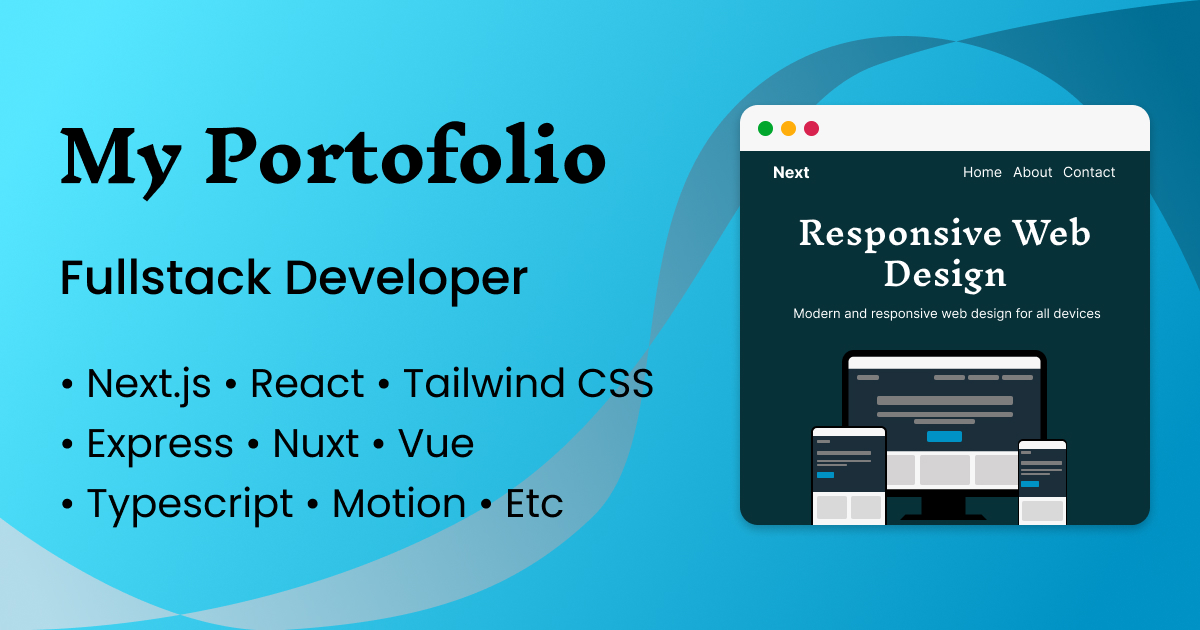 My Portofolio
Fullstack Developer
• Next.js • React • Tailwind CSS
• Express • Nuxt • Vue
• Typescript • Motion • Etc
Next
Home About Contact
Responsive Web
Design
Modern and responsive web design for all devices